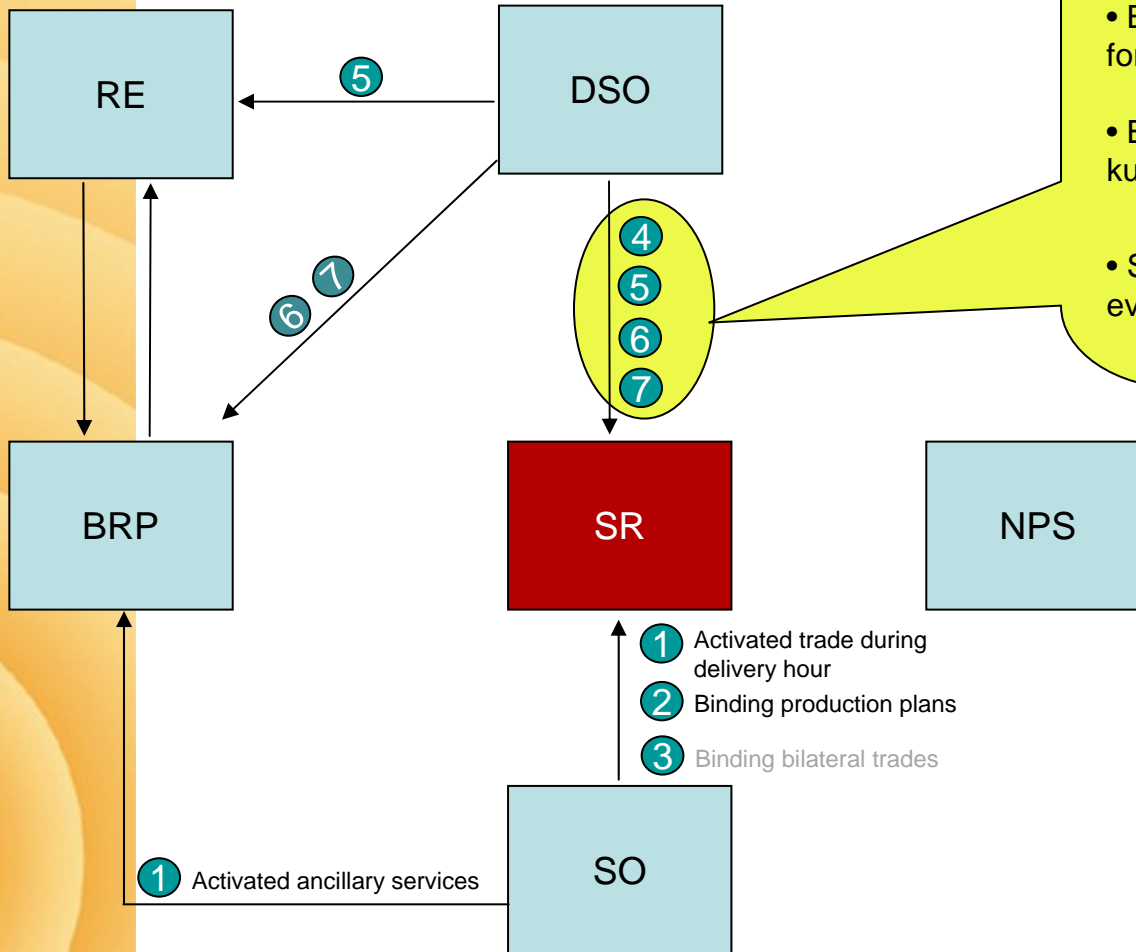 RE
5
DSO
4
5
6
7
6 7
BRP
SR
NPS
1 Activated trade during
delivery hour
2 Binding production plans
3 Binding bilateral trades
1 Activated ancillary services
SO